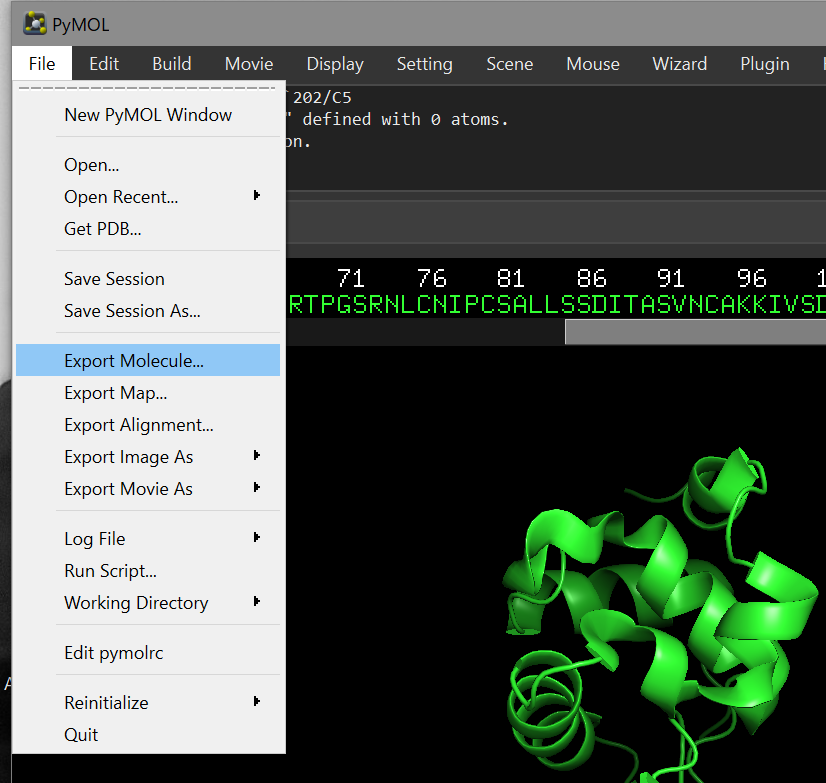 PyMOL
File Edit Build Movie Display Setting Scene Mouse Wizard Plugin
`202/C5
" defined with 0 atoms.
on.
71 76 81 86 91 96 1
RTPGSRNLCNIPCSALLSSDITASVNCAKKIVSD
New PyMOL Window
Open...
Open Recent...
Get PDB...
Save Session
Save Session As...
Export Molecule...
Export Map...
Export Alignment...
Export Image As
Export Movie As
Log File
Run Script...
Working Directory
Edit pymolrc
Reinitialize
Quit